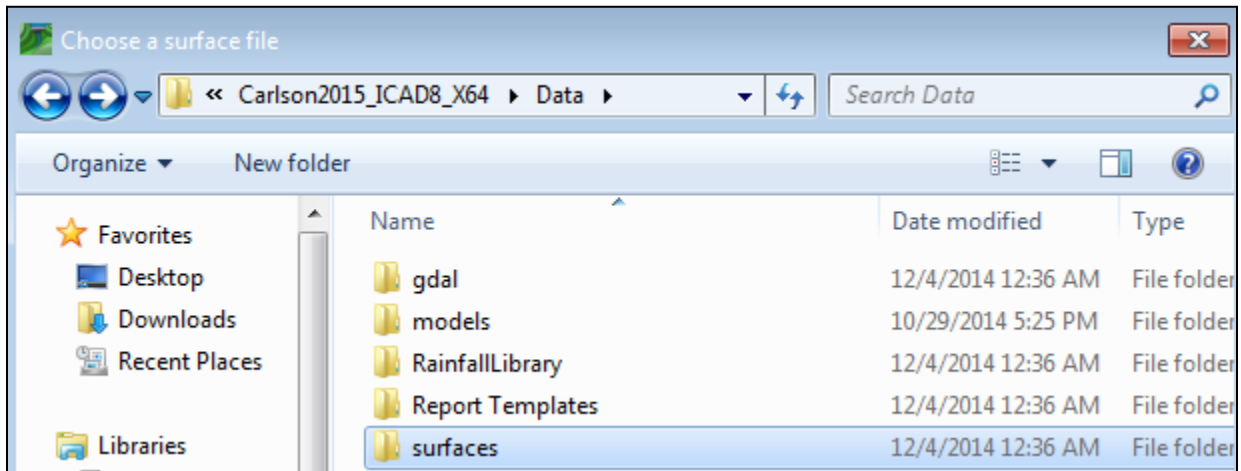 Choose a surface file
« Carlson2015_ICAD8_X64 ▸ Data ▸ Search Data
Organize New folder
Name Date modified Type
Favorites
Desktop gdal 12/4/2014 12:36 AM File folder
Downloads models 10/29/2014 5:25 PM File folder
Recent Places RainfallLibrary 12/4/2014 12:36 AM File folder
Report Templates 12/4/2014 12:36 AM File folder
Libraries surfaces 12/4/2014 12:36 AM File folder